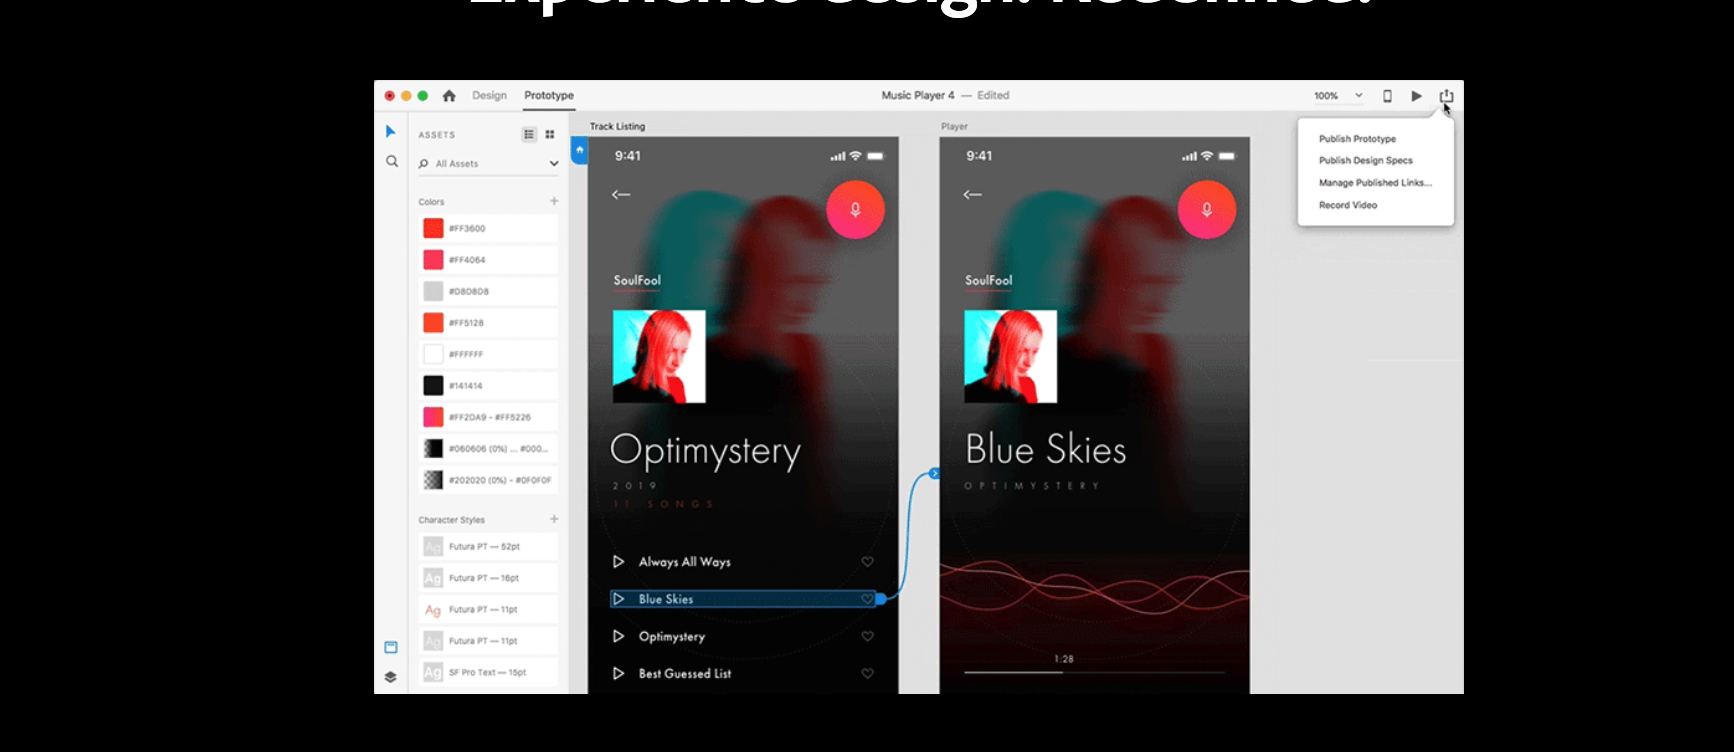 Experience design. Redefined.
Design
Prototype
Music Player 4 — Edited
100%
ASSETS
All Assets
Colors
#FF3600
#FF4064
#D8D8D8
#FF5128
#FFFFFF
#141414
#FF2DA9 - #FF5226
#060606 (0%) ... #000...
#202020 (0%) - #0F0F0F
Character Styles
Ag Futura PT — 52pt
Ag Futura PT — 16pt
Ag Futura PT — 11pt
Ag Futura PT — 11pt
Ag SF Pro Text — 15pt
Track Listing
9:41
SoulFool
Optimystery
2019
11 SONGS
Always All Ways
Blue Skies
Optimystery
Best Guessed List
Player
9:41
SoulFool
Blue Skies
OPTIMYSTERY
1:28
Publish Prototype
Publish Design Specs
Manage Published Links...
Record Video